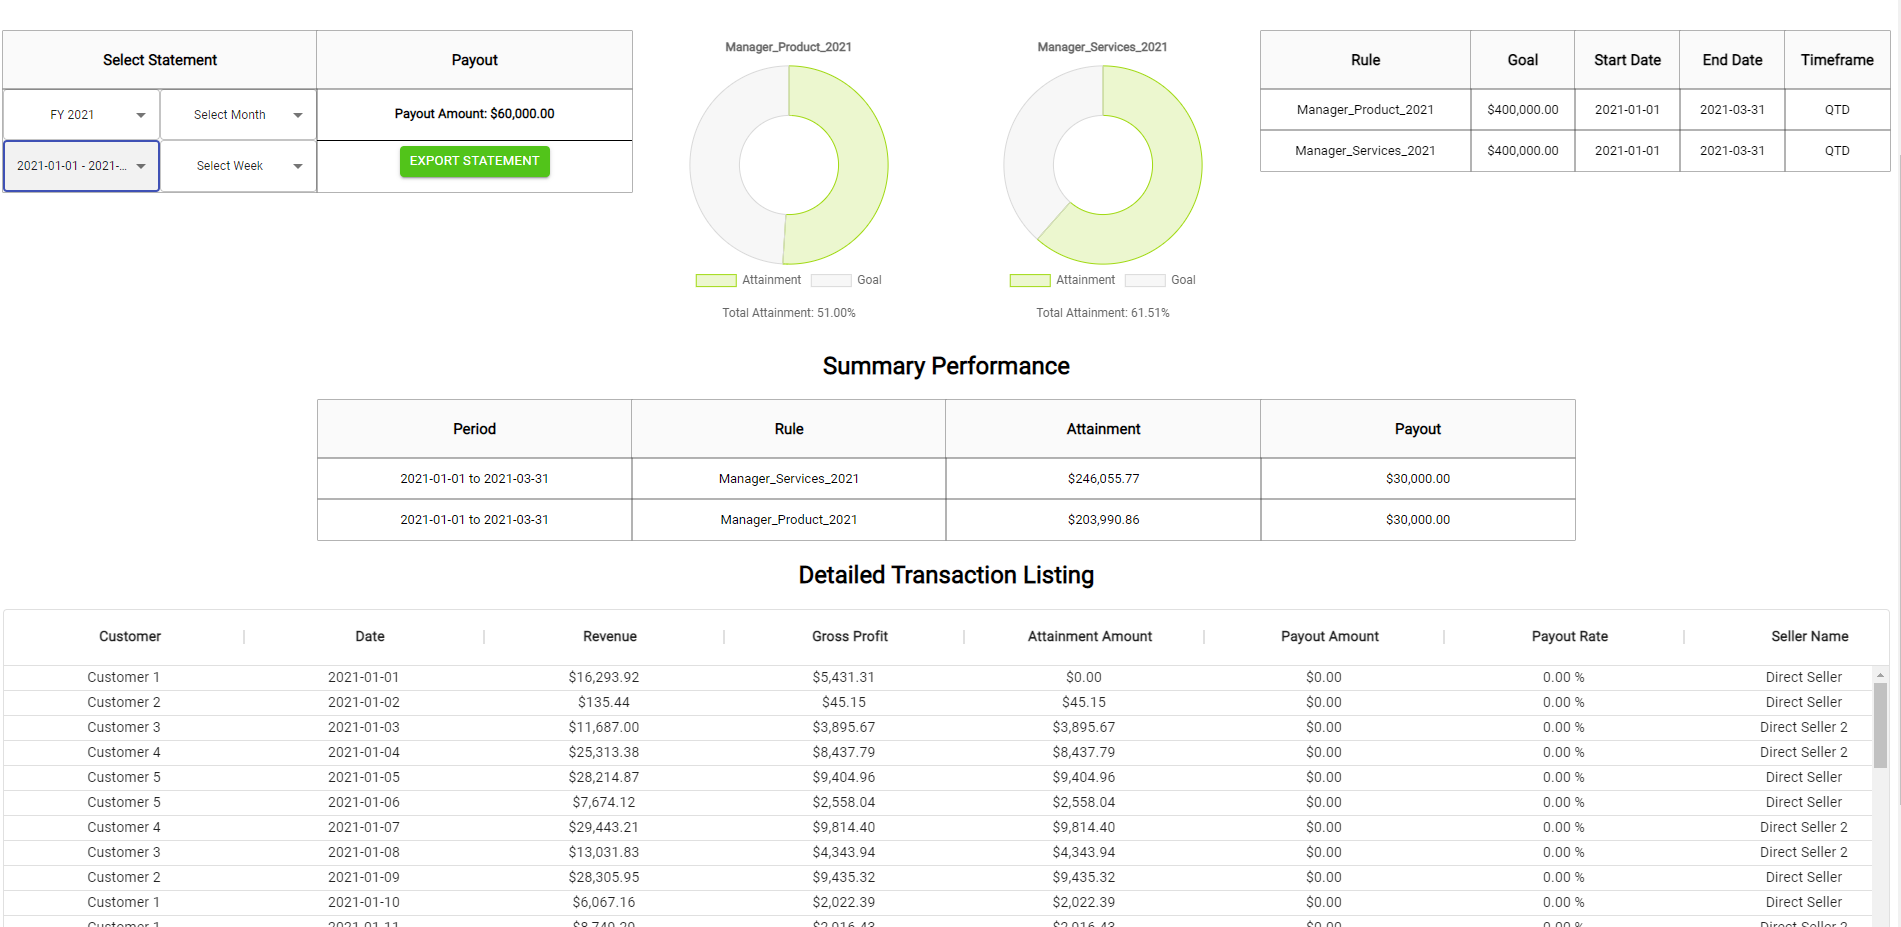 Select Statement Payout
FY 2021 Select Month Payout Amount: $60,000.00
2021-01-01 - 2021-... Select Week EXPORT STATEMENT
Manager_Product_2021
Attainment Goal
Total Attainment: 51.00%
Manager_Services_2021
Attainment Goal
Total Attainment: 61.51%
Rule Goal Start Date End Date Timeframe
Manager_Product_2021 $400,000.00 2021-01-01 2021-03-31 QTD
Manager_Services_2021 $400,000.00 2021-01-01 2021-03-31 QTD
Summary Performance
Period Rule Attainment Payout
2021-01-01 to 2021-03-31 Manager_Services_2021 $246,055.77 $30,000.00
2021-01-01 to 2021-03-31 Manager_Product_2021 $203,990.86 $30,000.00
Detailed Transaction Listing
Customer Date Revenue Gross Profit Attainment Amount Payout Amount Payout Rate Seller Name
Customer 1 2021-01-01 $16,293.92 $5,431.31 $0.00 $0.00 0.00 % Direct Seller
Customer 2 2021-01-02 $135.44 $45.15 $45.15 $0.00 0.00 % Direct Seller
Customer 3 2021-01-03 $11,687.00 $3,895.67 $3,895.67 $0.00 0.00 % Direct Seller 2
Customer 4 2021-01-04 $25,313.38 $8,437.79 $8,437.79 $0.00 0.00 % Direct Seller 2
Customer 5 2021-01-05 $28,214.87 $9,404.96 $9,404.96 $0.00 0.00 % Direct Seller
Customer 5 2021-01-06 $7,674.12 $2,558.04 $2,558.04 $0.00 0.00 % Direct Seller
Customer 4 2021-01-07 $29,443.21 $9,814.40 $9,814.40 $0.00 0.00 % Direct Seller 2
Customer 3 2021-01-08 $13,031.83 $4,343.94 $4,343.94 $0.00 0.00 % Direct Seller 2
Customer 2 2021-01-09 $28,305.95 $9,435.32 $9,435.32 $0.00 0.00 % Direct Seller
Customer 1 2021-01-10 $6,067.16 $2,022.39 $2,022.39 $0.00 0.00 % Direct Seller
Customer 1 2021-01-11 $0.00 0.00 % Direct Seller 2